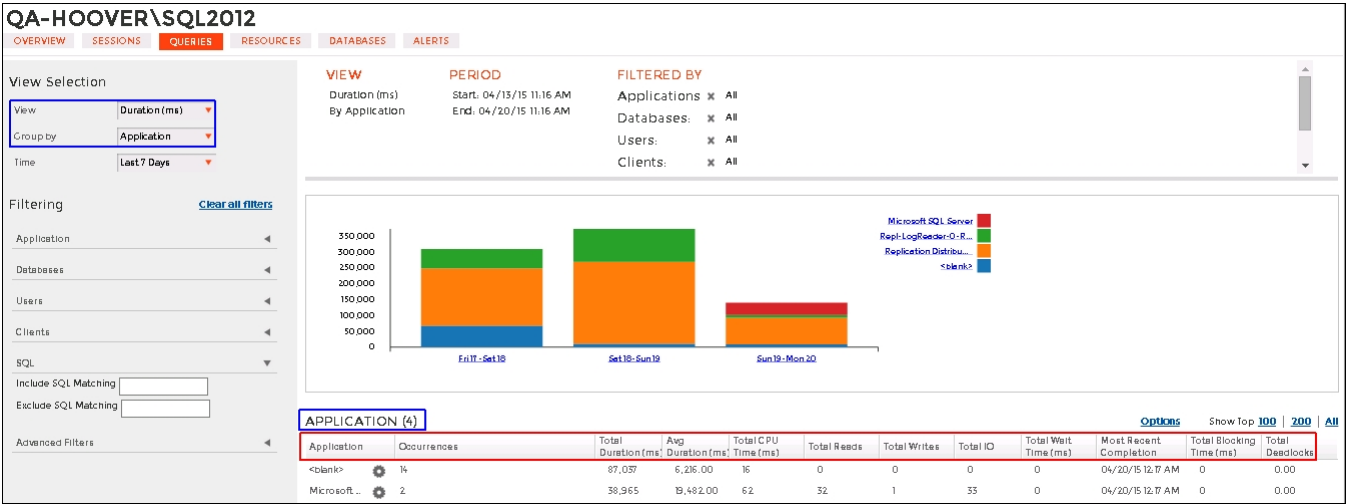 QA-HOOVER\SQL2012
OVERVIEW SESSIONS QUERIES RESOURCES DATABASES ALERTS
View Selection
View Duration (ms)
Group by Application
Time Last 7 Days
Filtering Clear all filters
Application
Databases
Users
Clients
SQL
Include SQL Matching
Exclude SQL Matching
Advanced Filters
VIEW PERIOD FILTERED BY
Duration (ms) Start: 04/13/15 11:16 AM Applications x All
By Application End: 04/20/15 11:16 AM
Databases: x All
Users: x All
Clients: x All
350,000
300,000
250,000
200,000
150,000
100,000
50,000
0
Fri 17 - Sat 18 Sat 18 - Sun 19 Sun 19 - Mon 20
Microsoft SQL Server
Repl-LogReader-0-R...
Replication Distribu...
<blank>
APPLICATION (4) Options Show Top 100 | 200 | All
Application Occurrences Total Duration (ms) Avg Duration (ms) Total CPU Time (ms) Total Reads Total Writes Total IO Total Wait Time (ms) Most Recent Completion Total Blocking Time (ms) Total Deadlocks
<blank> 14 87,037 6,216.00 16 0 0 0 0 04/20/15 12:17 AM 0 0.00
Microsoft ... 2 38,965 19,482.00 62 32 1 33 0 04/20/15 12:17 AM 0 0.00